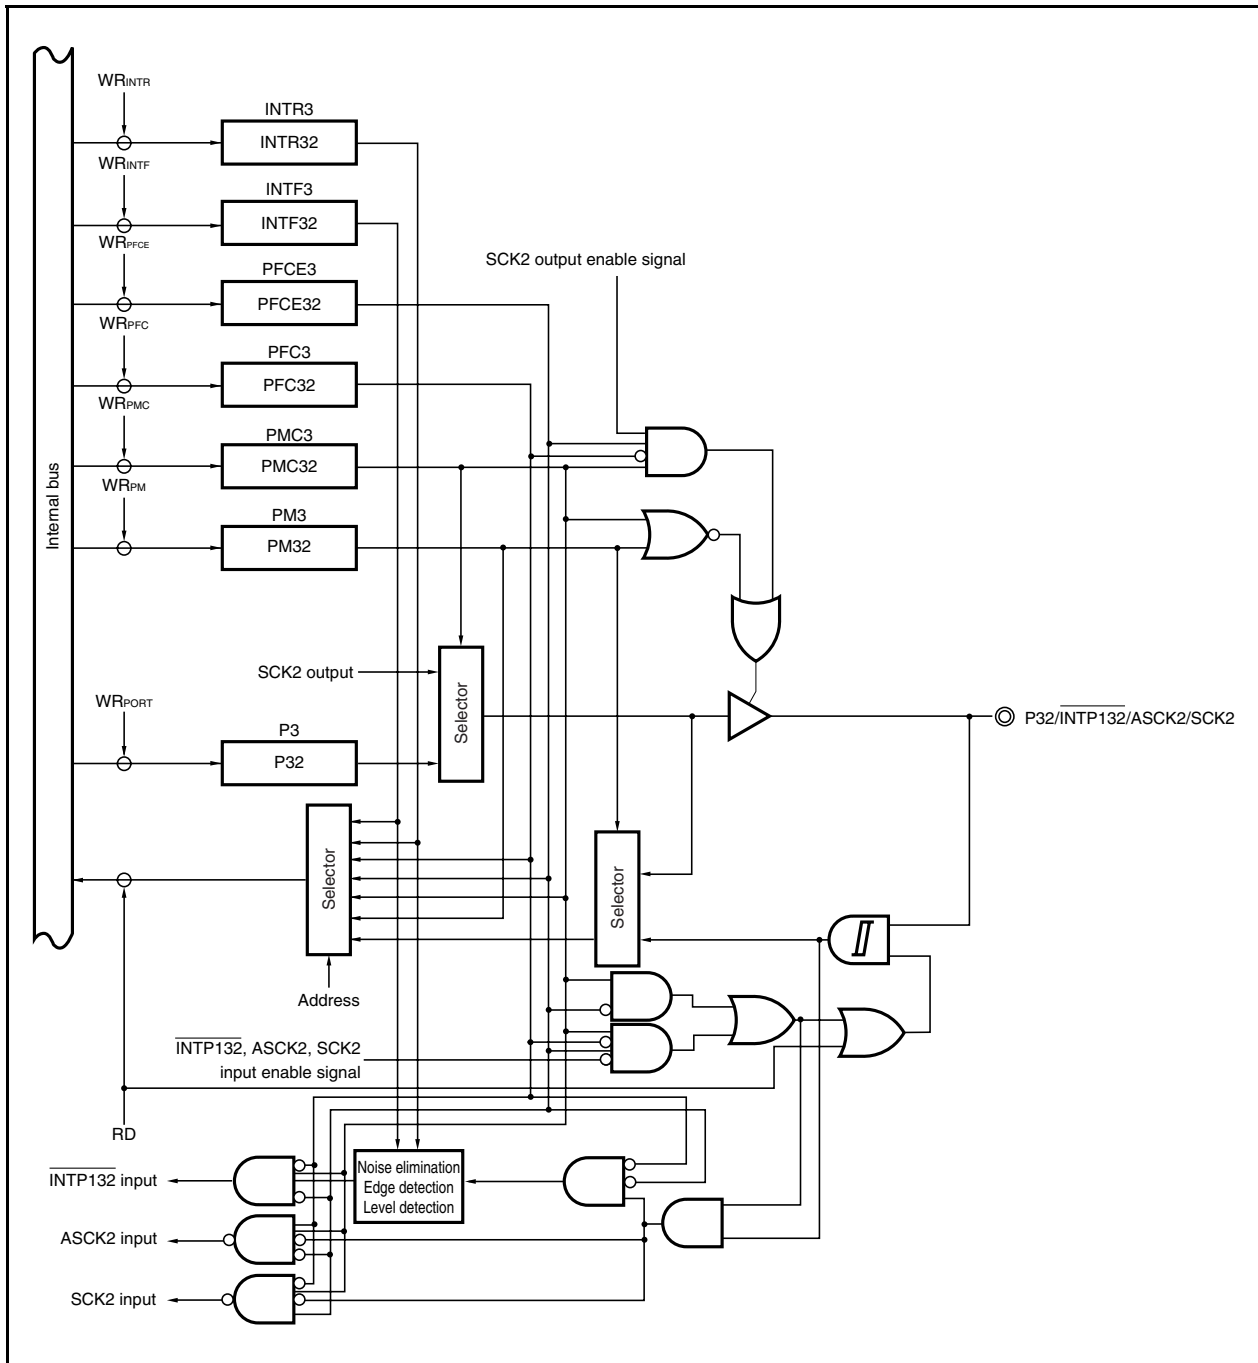 WRINTR
INTR3
INTR32
WRINTF
INTF3
INTF32
WRPFCE
PFCE3
PFCE32
SCK2 output enable signal
WRPFC
PFC3
PFC32
WRPMC
PMC3
PMC32
Internal bus
WRPM
PM3
PM32
SCK2 output
Selector
WRPORT
P3
P32
P32/INTP132/ASCK2/SCK2
Selector
Selector
Address
INTP132, ASCK2, SCK2
input enable signal
RD
Noise elimination
Edge detection
Level detection
INTP132 input
ASCK2 input
SCK2 input